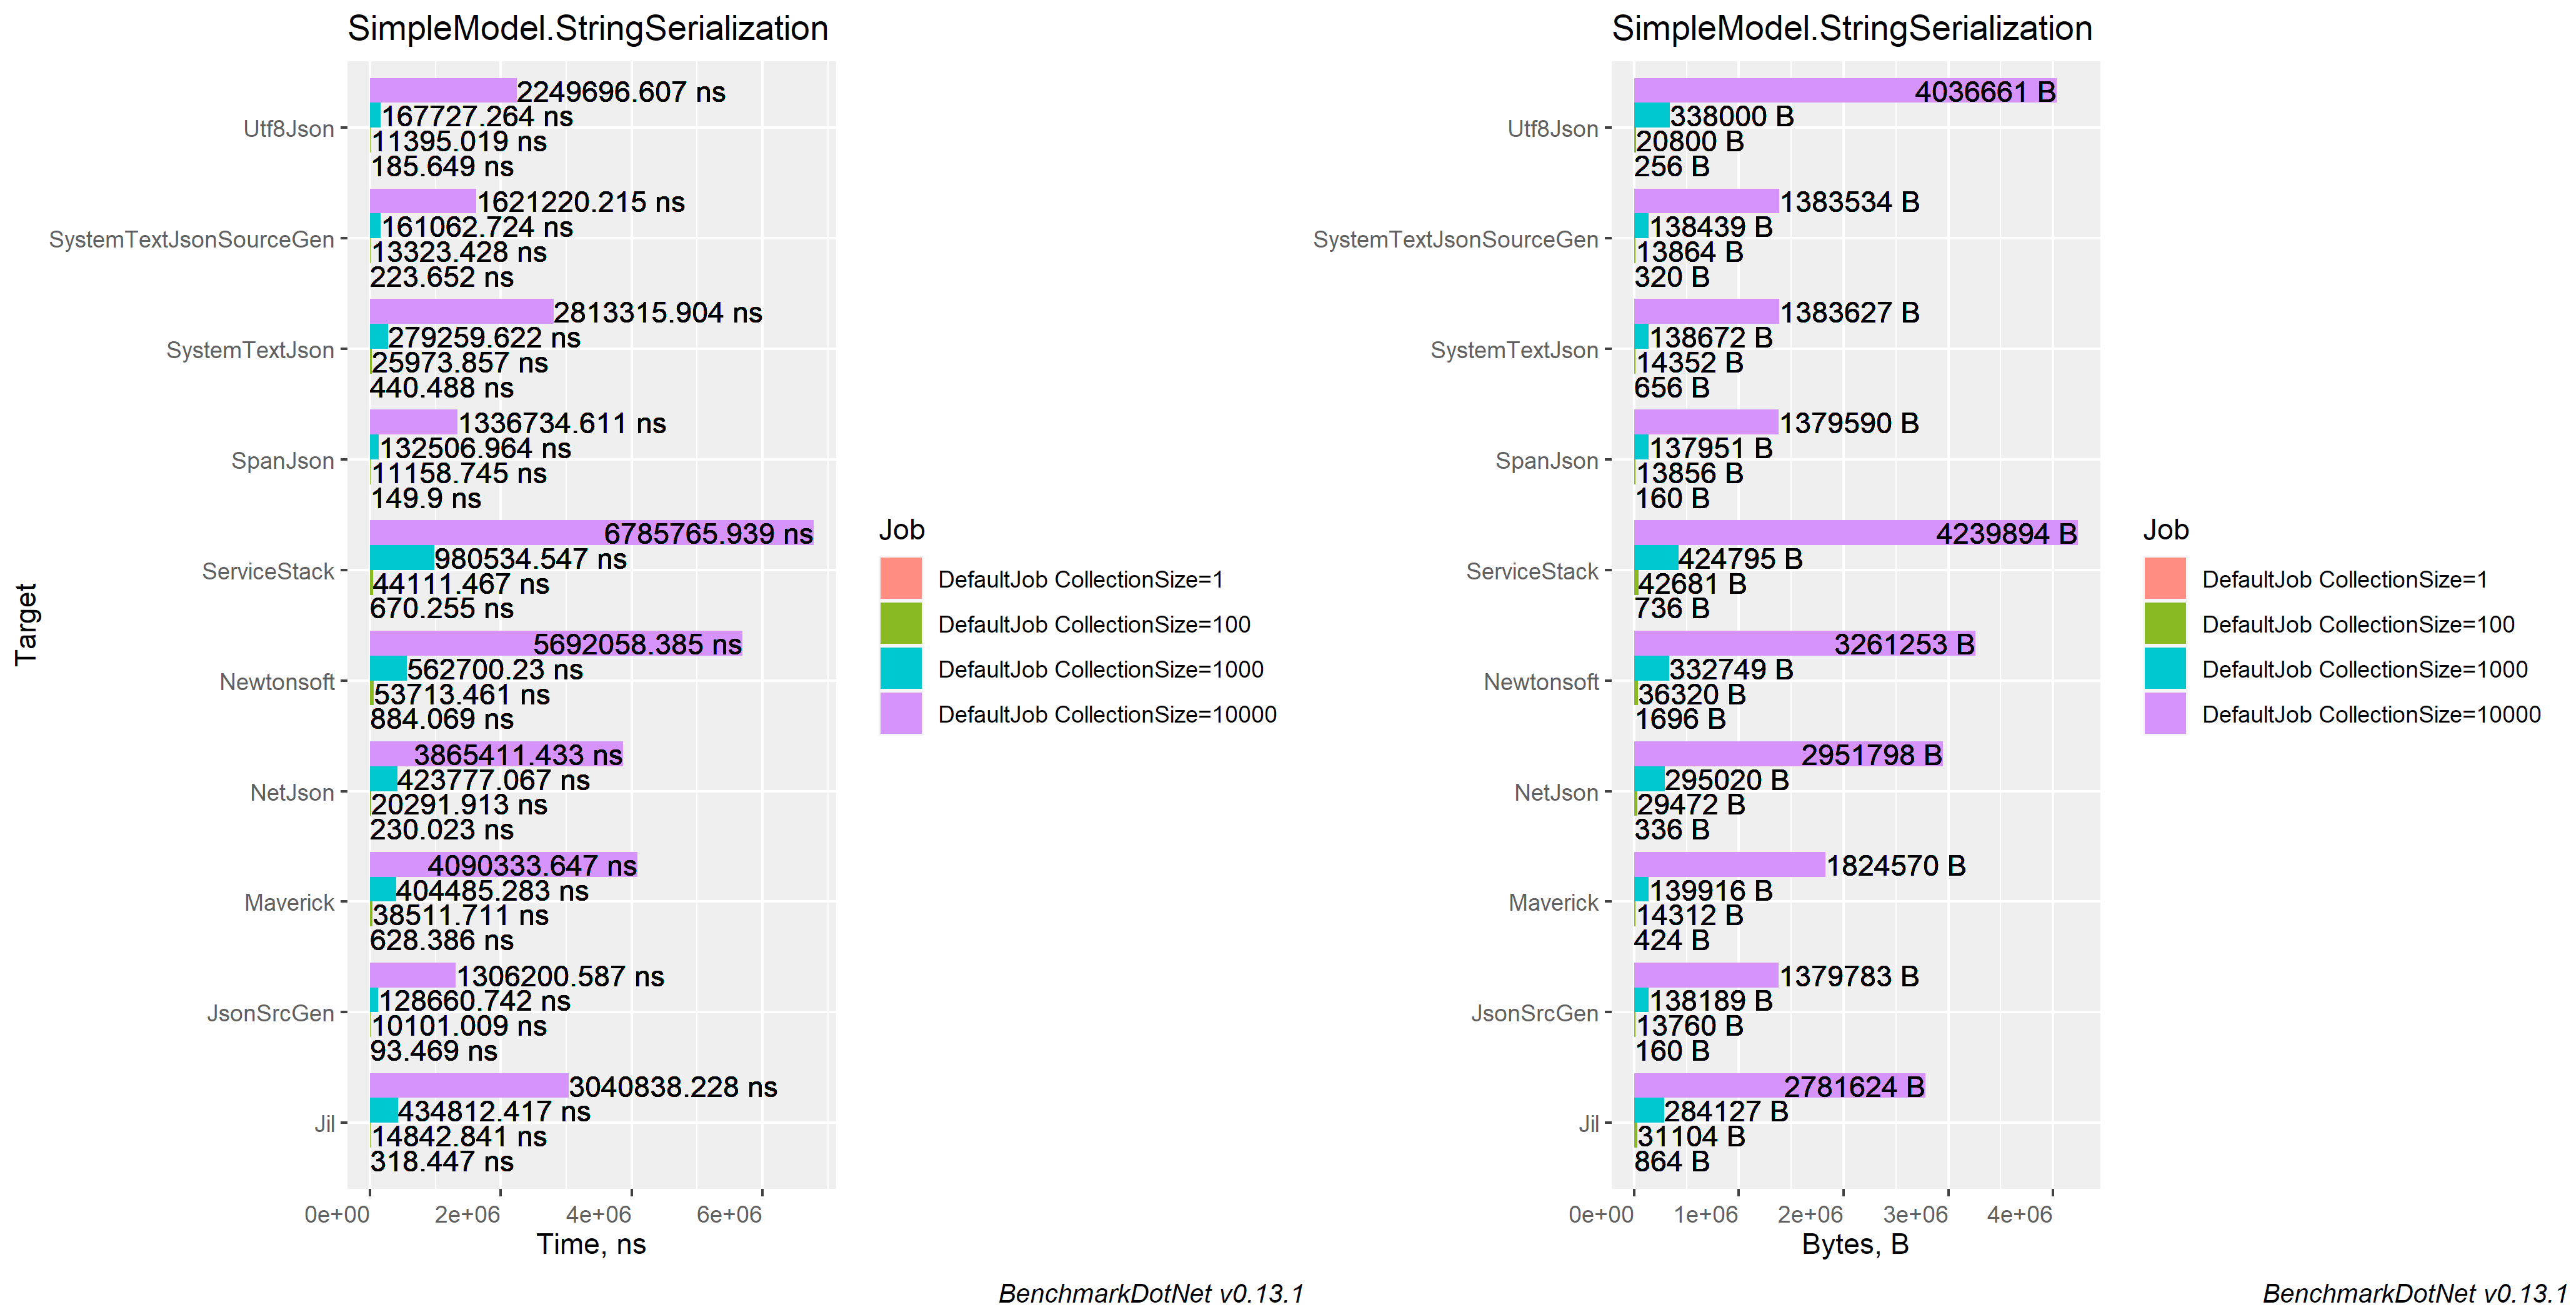 SimpleModel.StringSerialization
Target
Utf8Json
2249696.607 ns
167727.264 ns
11395.019 ns
185.649 ns
SystemTextJsonSourceGen
1621220.215 ns
161062.724 ns
13323.428 ns
223.652 ns
SystemTextJson
2813315.904 ns
279259.622 ns
25973.857 ns
440.488 ns
SpanJson
1336734.611 ns
132506.964 ns
11158.745 ns
149.9 ns
ServiceStack
6785765.939 ns
980534.547 ns
44111.467 ns
670.255 ns
Newtonsoft
5692058.385 ns
562700.23 ns
53713.461 ns
884.069 ns
NetJson
3865411.433 ns
423777.067 ns
20291.913 ns
230.023 ns
Maverick
4090333.647 ns
404485.283 ns
38511.711 ns
628.386 ns
JsonSrcGen
1306200.587 ns
128660.742 ns
10101.009 ns
93.469 ns
Jil
3040838.228 ns
434812.417 ns
14842.841 ns
318.447 ns
0e+00 2e+06 4e+06 6e+06
Time, ns
Job
DefaultJob CollectionSize=1
DefaultJob CollectionSize=100
DefaultJob CollectionSize=1000
DefaultJob CollectionSize=10000
BenchmarkDotNet v0.13.1
SimpleModel.StringSerialization
Utf8Json
4036661 B
338000 B
20800 B
256 B
SystemTextJsonSourceGen
1383534 B
138439 B
13864 B
320 B
SystemTextJson
1383627 B
138672 B
14352 B
656 B
SpanJson
1379590 B
137951 B
13856 B
160 B
ServiceStack
4239894 B
424795 B
42681 B
736 B
Newtonsoft
3261253 B
332749 B
36320 B
1696 B
NetJson
2951798 B
295020 B
29472 B
336 B
Maverick
1824570 B
139916 B
14312 B
424 B
JsonSrcGen
1379783 B
138189 B
13760 B
160 B
Jil
2781624 B
284127 B
31104 B
864 B
0e+00 1e+06 2e+06 3e+06 4e+06
Bytes, B
Job
DefaultJob CollectionSize=1
DefaultJob CollectionSize=100
DefaultJob CollectionSize=1000
DefaultJob CollectionSize=10000
BenchmarkDotNet v0.13.1